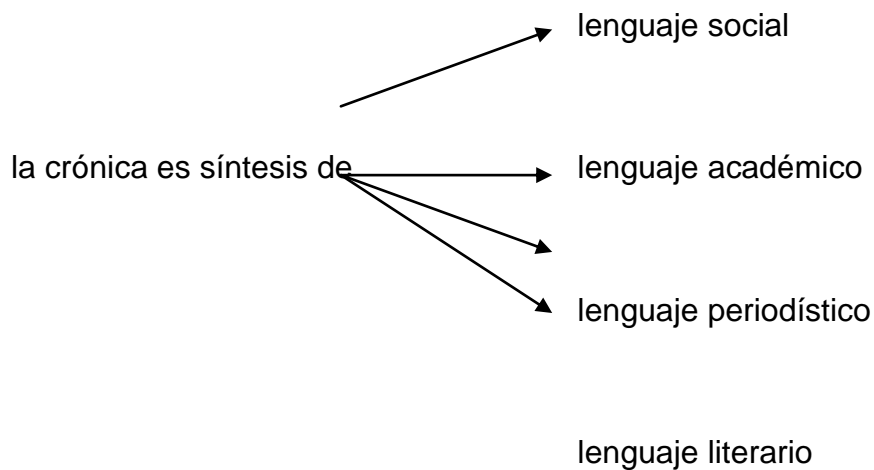 lenguaje social
la crónica es síntesis de
lenguaje académico
lenguaje periodístico
lenguaje literario